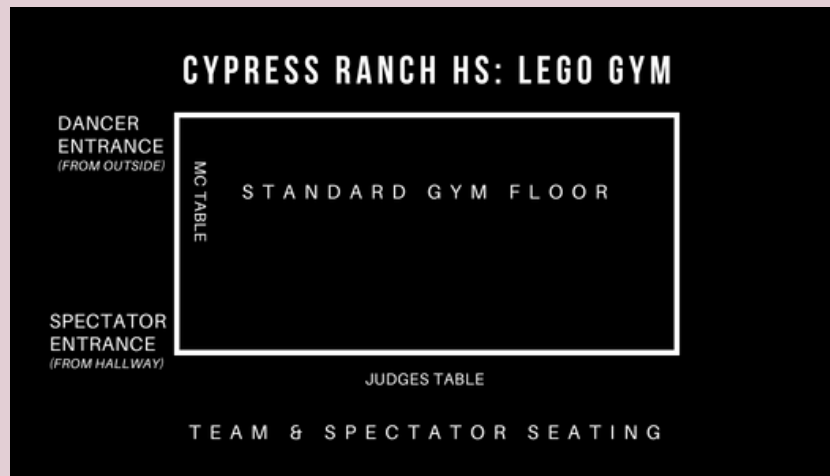 CYPRESS RANCH HS: LEGO GYM
DANCER
ENTRANCE
(FROM OUTSIDE)
MC TABLE
STANDARD GYM FLOOR
SPECTATOR
ENTRANCE
(FROM HALLWAY)
JUDGES TABLE
TEAM & SPECTATOR SEATING